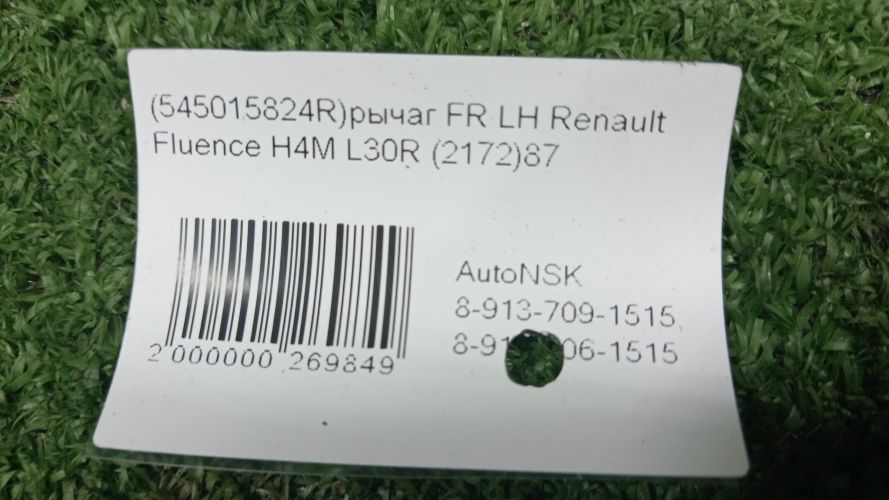 (545015824R)рычаг FR LH Renault
Fluence H4M L30R (2172)87
AutoNSK
8-913-709-1515
2 000000 269849